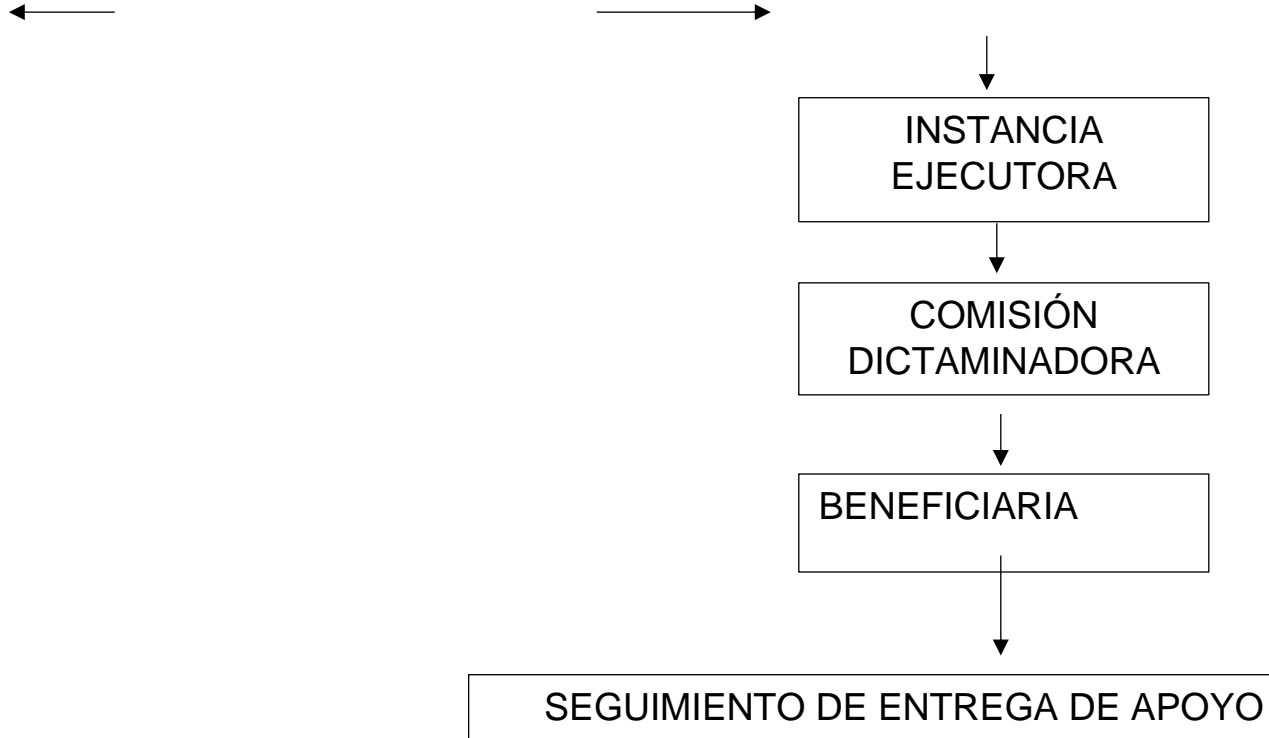 INSTANCIA
EJECUTORA
COMISIÓN
DICTAMINADORA
BENEFICIARIA
SEGUIMIENTO DE ENTREGA DE APOYO